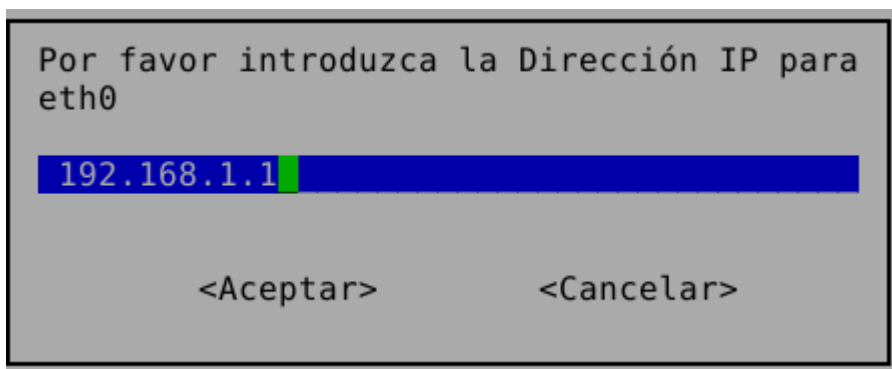 Por favor introduzca la Dirección IP para
eth0
192.168.1.1
<Aceptar> <Cancelar>